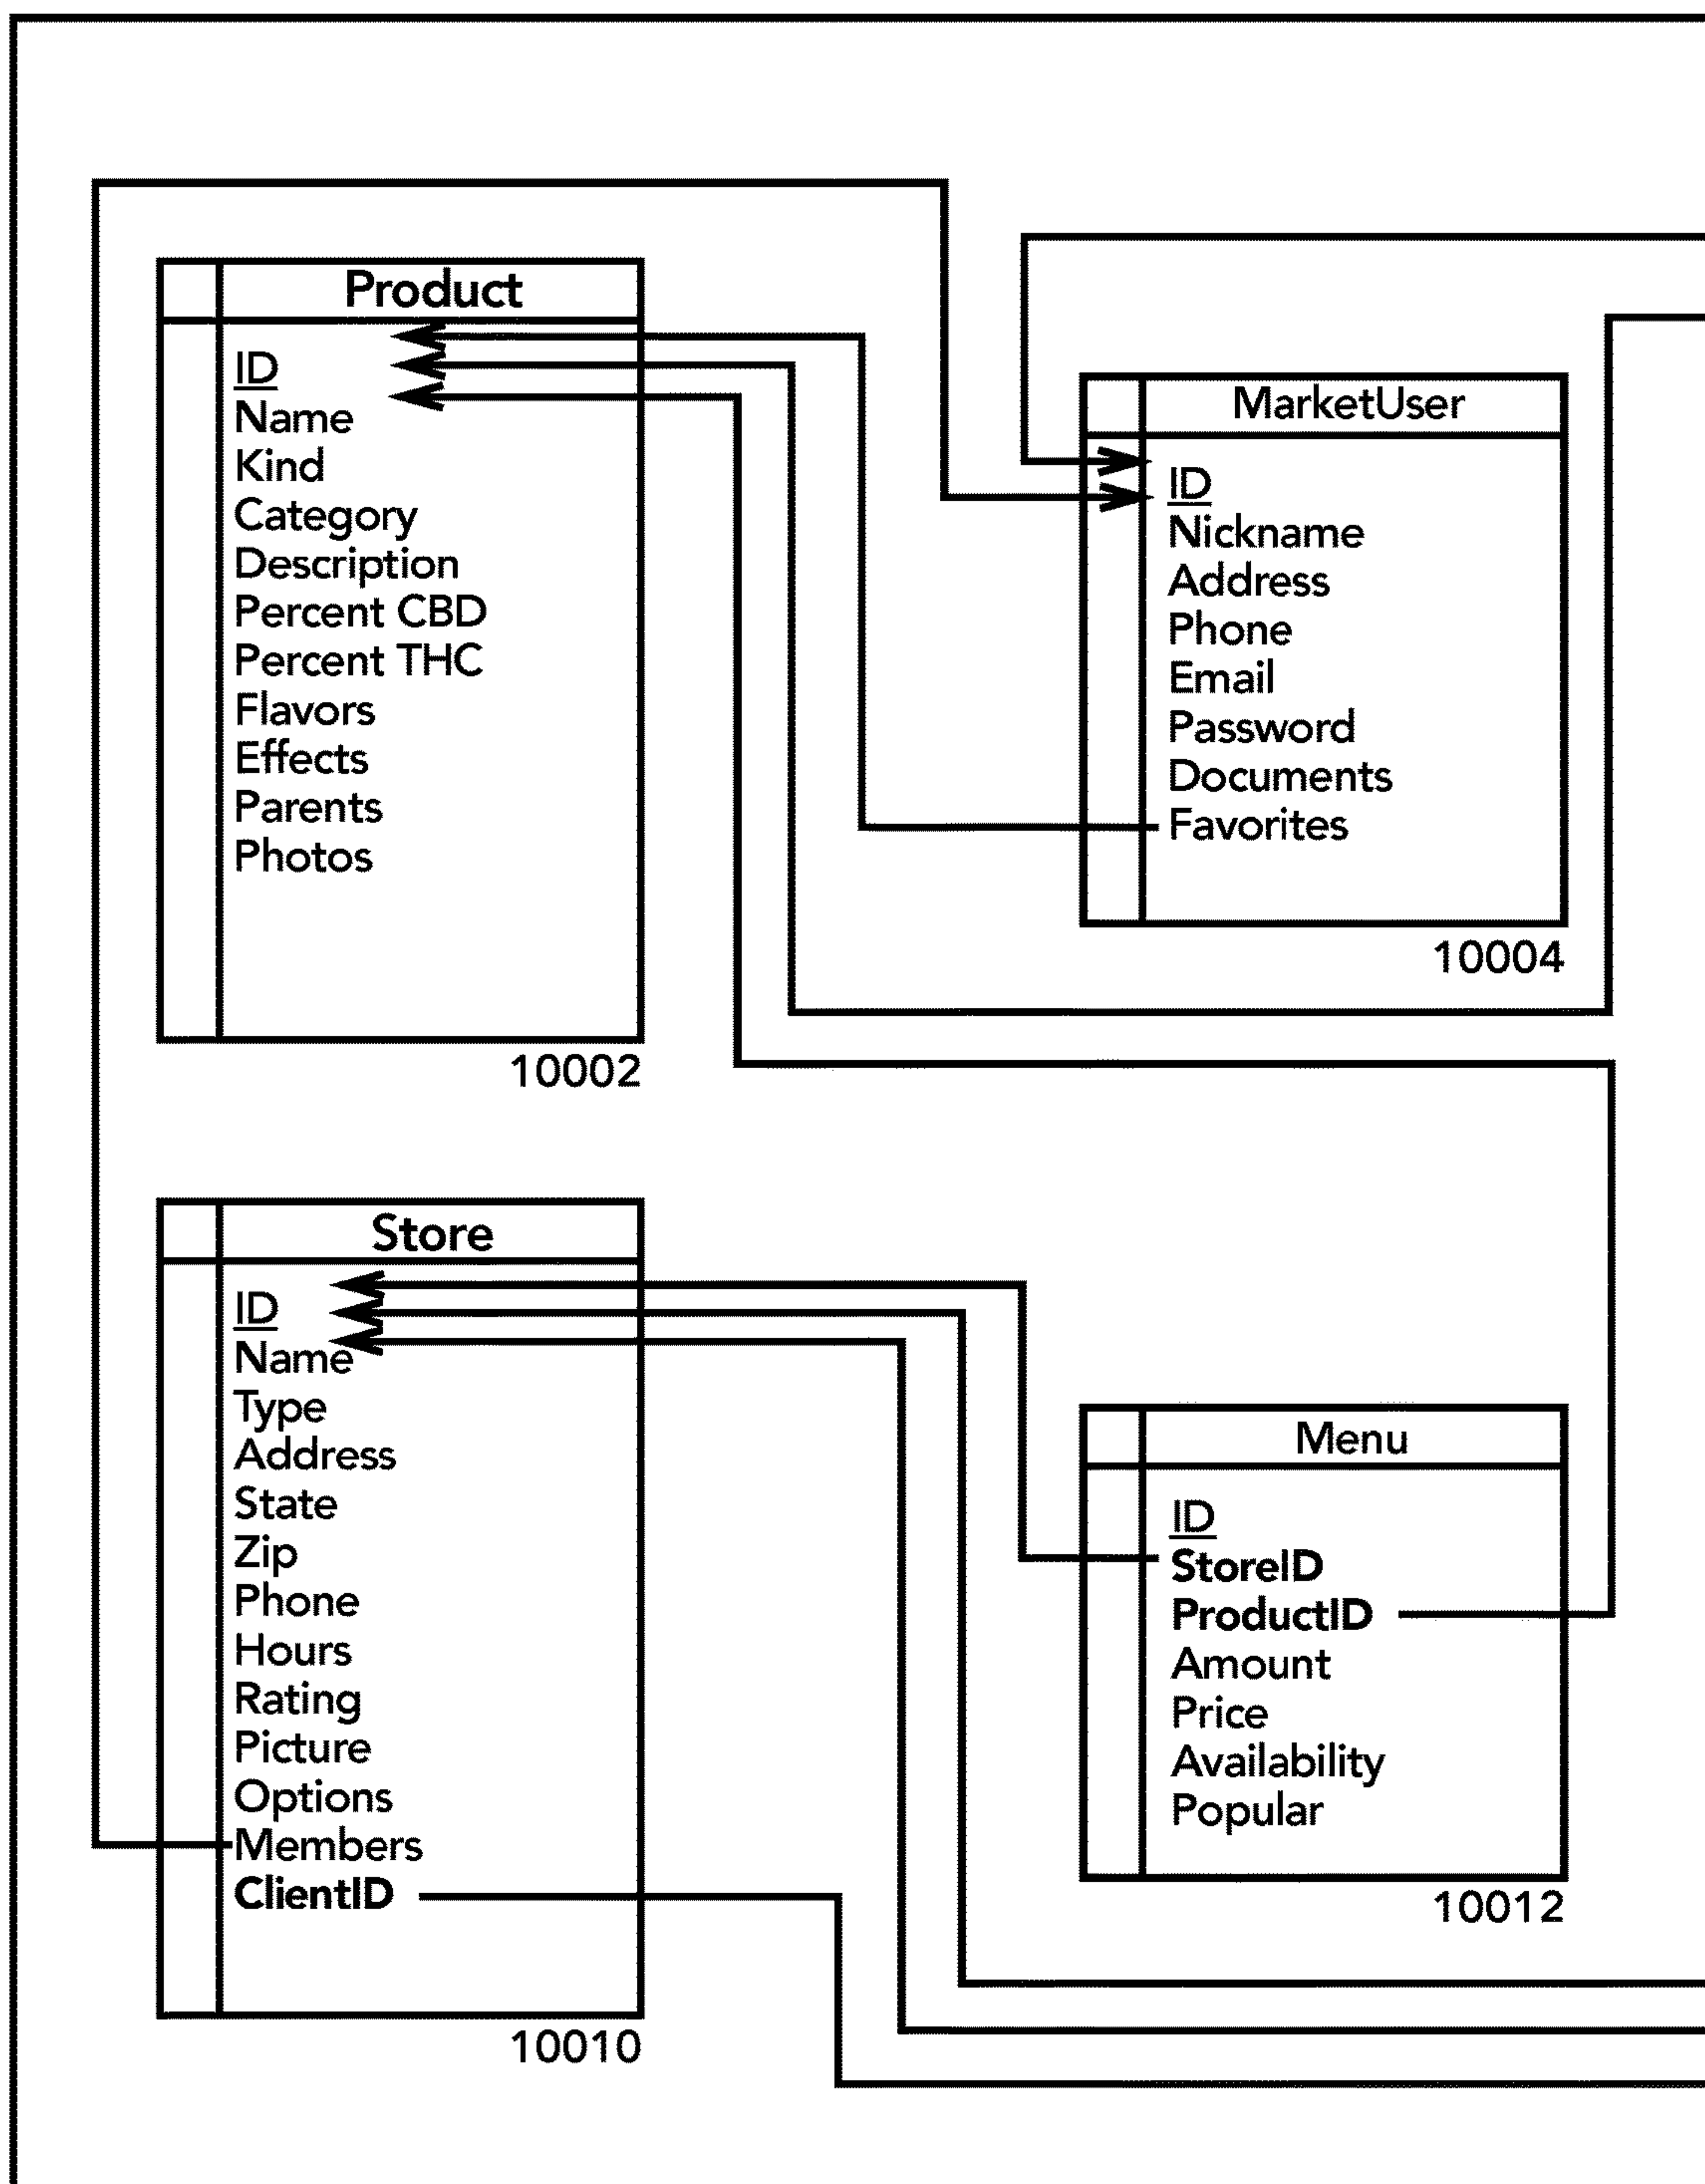 Product
ID
Name
Kind
Category
Description
Percent CBD
Percent THC
Flavors
Effects
Parents
Photos
10002
MarketUser
ID
Nickname
Address
Phone
Email
Password
Documents
Favorites
10004
Store
ID
Name
Type
Address
State
Zip
Phone
Hours
Rating
Picture
Options
Members
ClientID
10010
Menu
ID
StoreID
ProductID
Amount
Price
Availability
Popular
10012